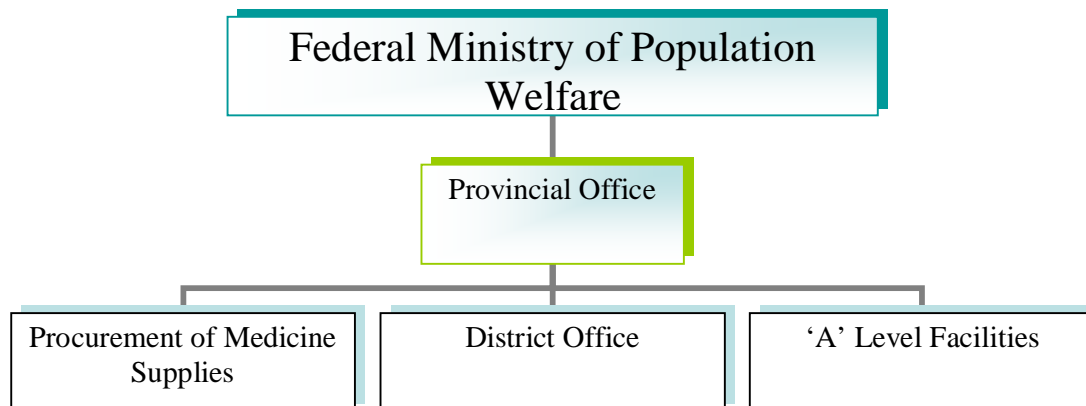 Federal Ministry of Population
Welfare
Provincial Office
Procurement of Medicine
Supplies
District Office
‘A’ Level Facilities